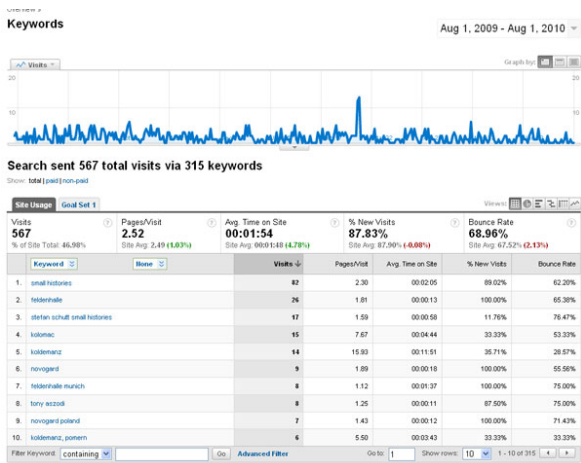 Overview »
Keywords
Aug 1, 2009 - Aug 1, 2010
Visits
Graph by:
20 20
10 10
Search sent 567 total visits via 315 keywords
Show: total | paid | non-paid
Site Usage Goal Set 1 Views:
Visits Pages/Visit Avg. Time on Site % New Visits Bounce Rate
567 2.52 00:01:54 87.83% 68.96%
% of Site Total: 46.98% Site Avg: 2.49 (1.03%) Site Avg: 00:01:48 (4.78%) Site Avg: 87.90% (-0.08%) Site Avg: 67.52% (2.13%)
Keyword None Visits Pages/Visit Avg. Time on Site % New Visits Bounce Rate
1. small histories 82 2.30 00:02:05 89.02% 62.20%
2. feldenhalle 26 1.81 00:00:13 100.00% 65.38%
3. stefan schutt small histories 17 1.59 00:00:58 11.76% 76.47%
4. kolomac 15 7.67 00:04:44 33.33% 53.33%
5. koldemanz 14 15.93 00:11:51 35.71% 28.57%
6. novogard 9 1.89 00:00:18 100.00% 55.56%
7. feldenhalle munich 8 1.12 00:01:37 100.00% 75.00%
8. tony aszodi 8 1.25 00:00:11 87.50% 75.00%
9. novogard poland 7 1.43 00:00:12 100.00% 71.43%
10. koldemanz, pomern 6 5.50 00:03:43 33.33% 33.33%
Filter Keyword: containing Go Advanced Filter Go to: 1 Show rows: 10 1 - 10 of 315